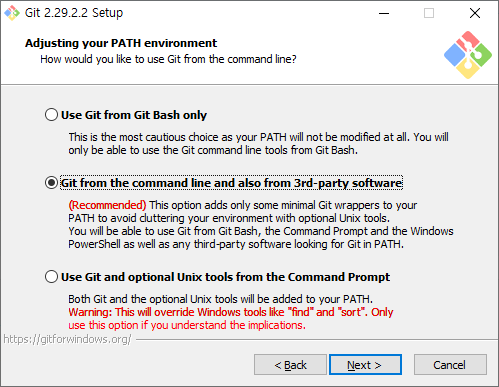 Git 2.29.2.2 Setup
Adjusting your PATH environment
How would you like to use Git from the command line?
Use Git from Git Bash only
This is the most cautious choice as your PATH will not be modified at all. You will
only be able to use the Git command line tools from Git Bash.
Git from the command line and also from 3rd-party software
(Recommended) This option adds only some minimal Git wrappers to your
PATH to avoid cluttering your environment with optional Unix tools.
You will be able to use Git from Git Bash, the Command Prompt and the Windows
PowerShell as well as any third-party software looking for Git in PATH.
Use Git and optional Unix tools from the Command Prompt
Both Git and the optional Unix tools will be added to your PATH.
Warning: This will override Windows tools like "find" and "sort". Only
use this option if you understand the implications.
https://gitforwindows.org/
< Back Next > Cancel